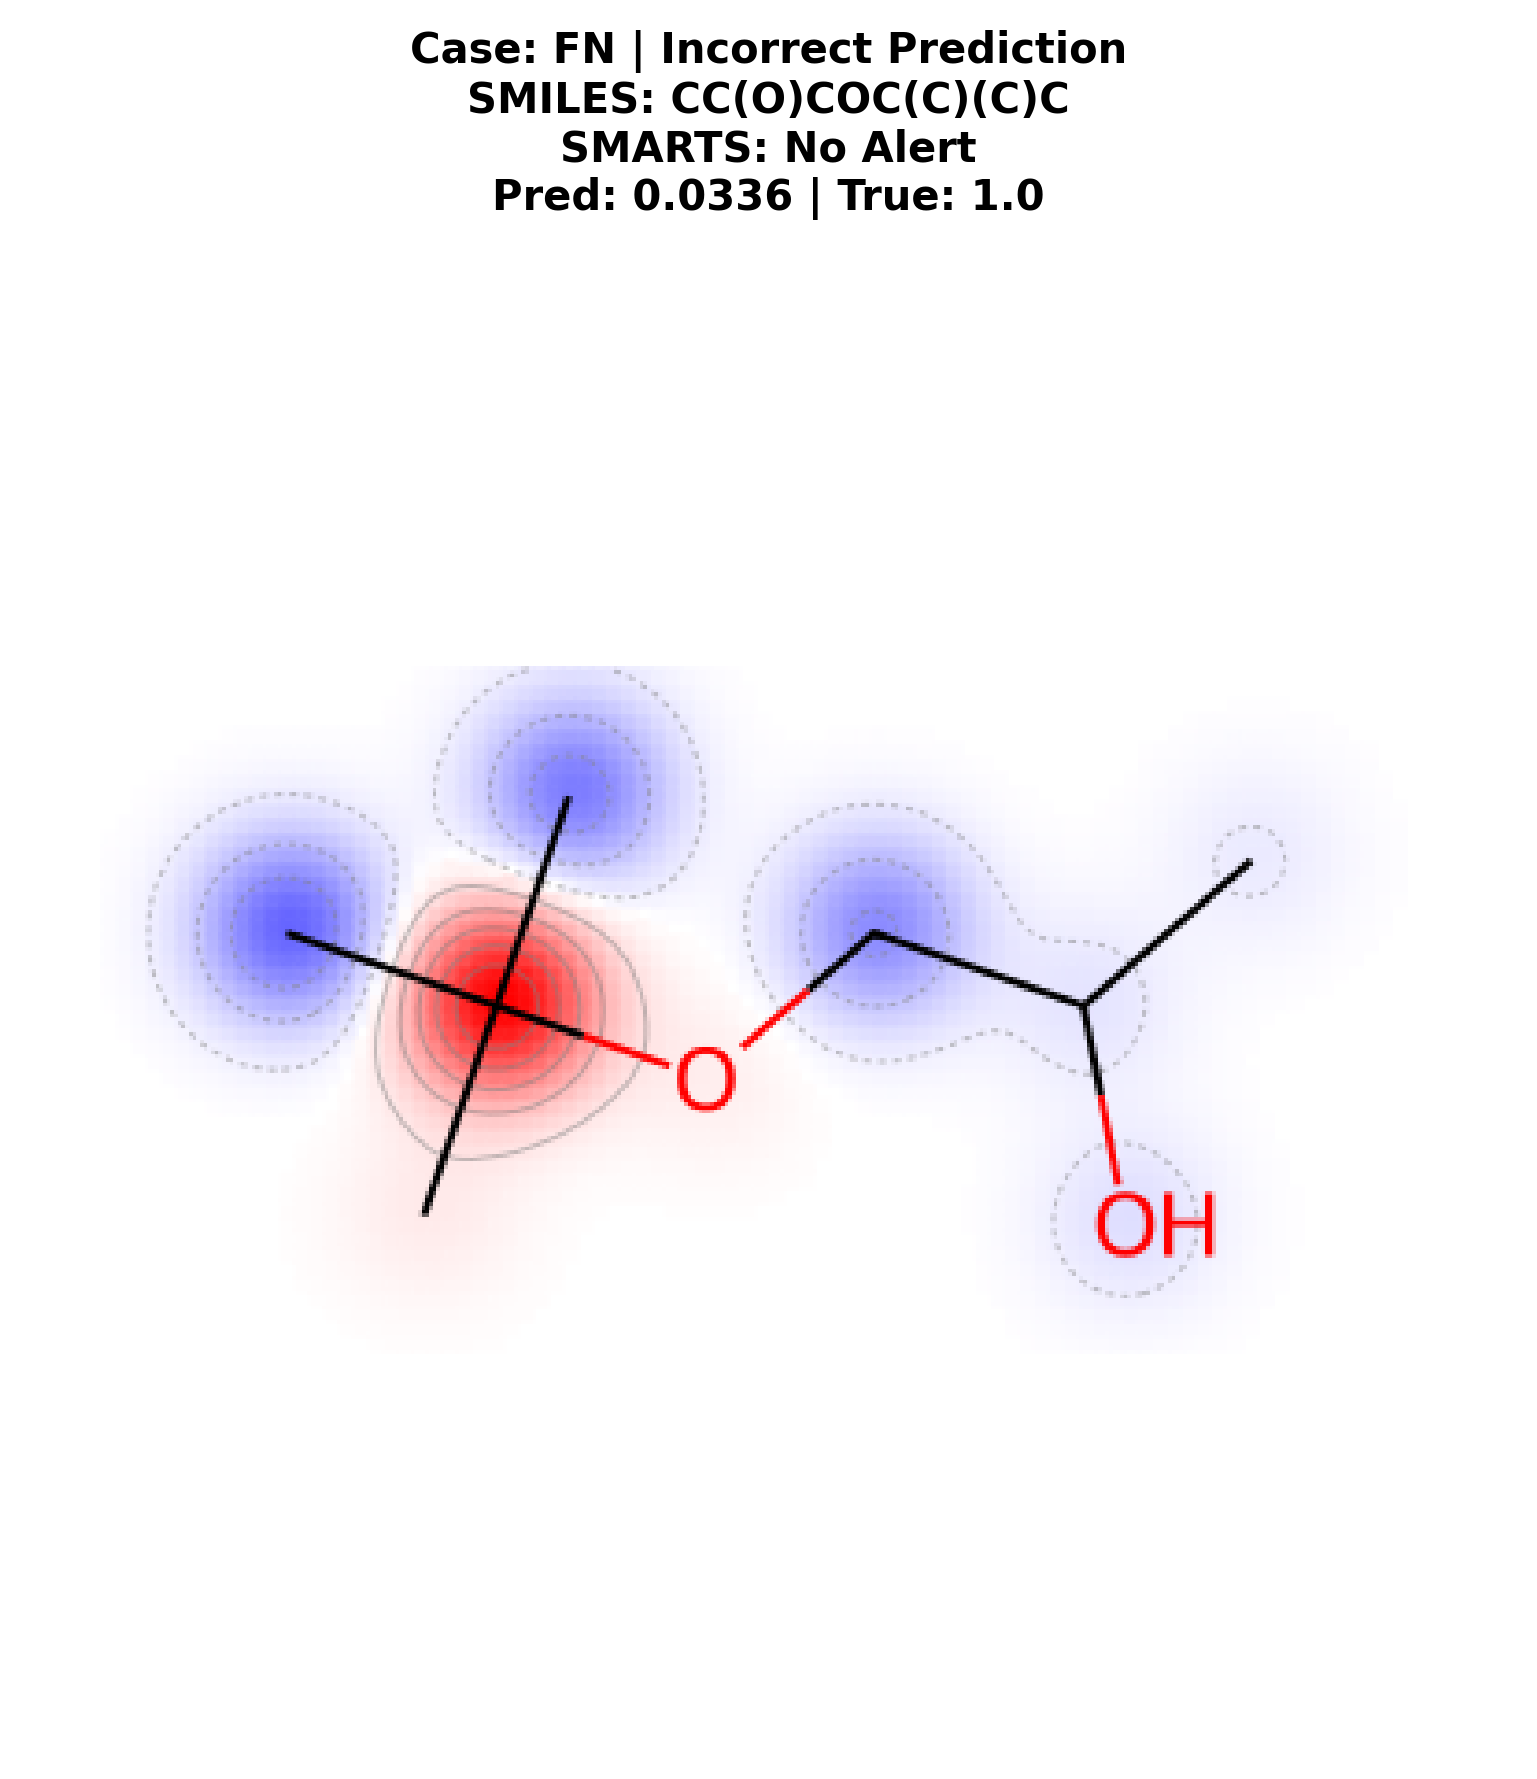 Case: FN | Incorrect Prediction
SMILES: CC(O)COC(C)(C)C
SMARTS: No Alert
Pred: 0.0336 | True: 1.0
O
OH